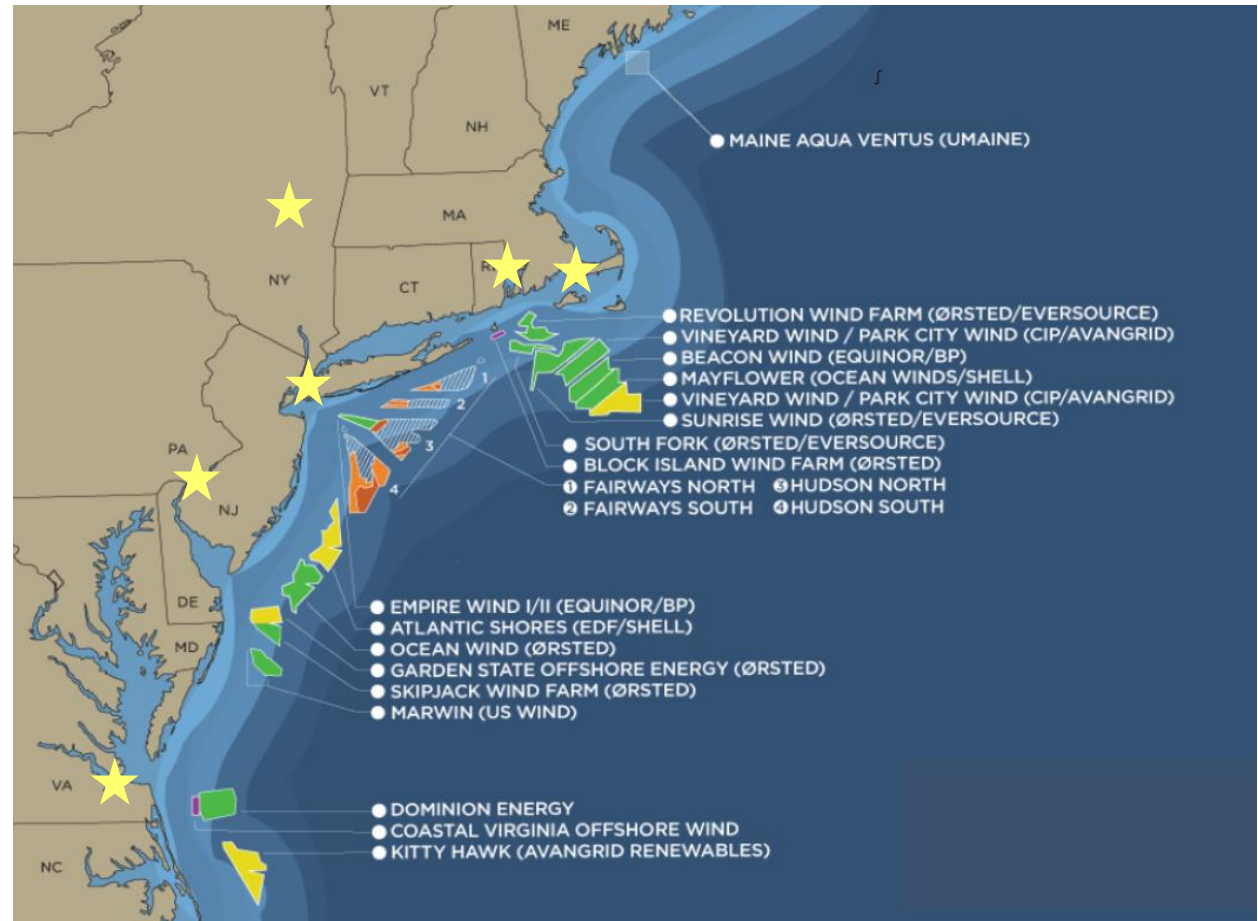 ME
VT
NH
MAINE AQUA VENTUS (UMAINE)
MA
NY
CT
REVOLUTION WIND FARM (ØRSTED/EVERSOURCE)
VINEYARD WIND / PARK CITY WIND (CIP/AVANGRID)
BEACON WIND (EQUINOR/BP)
MAYFLOWER (OCEAN WINDS/SHELL)
VINEYARD WIND / PARK CITY WIND (CIP/AVANGRID)
SUNRISE WIND (ØRSTED/EVERSOURCE)
SOUTH FORK (ØRSTED/EVERSOURCE)
BLOCK ISLAND WIND FARM (ØRSTED)
❶ FAIRWAYS NORTH ❸ HUDSON NORTH
❷ FAIRWAYS SOUTH ❹ HUDSON SOUTH
1
2
3
4
PA
NJ
DE
MD
EMPIRE WIND I/II (EQUINOR/BP)
ATLANTIC SHORES (EDF/SHELL)
OCEAN WIND (ØRSTED)
GARDEN STATE OFFSHORE ENERGY (ØRSTED)
SKIPJACK WIND FARM (ØRSTED)
MARWIN (US WIND)
VA
DOMINION ENERGY
COASTAL VIRGINIA OFFSHORE WIND
KITTY HAWK (AVANGRID RENEWABLES)
NC